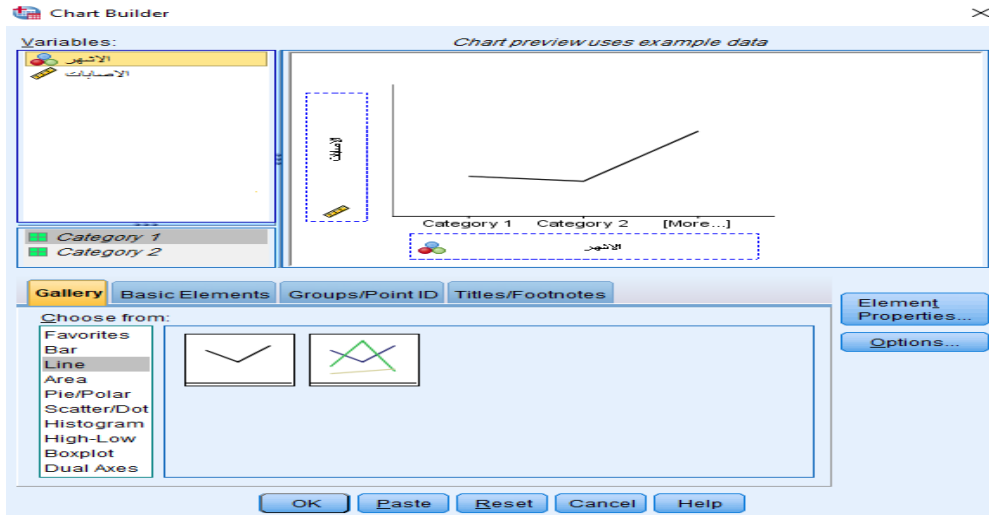 Chart Builder
Variables:
Chart preview uses example data
الاشهر
الاصابات
الاصابات
Category 1 Category 2 [More...]
الاشهر
Category 1
Category 2
Gallery Basic Elements Groups/Point ID Titles/Footnotes
Choose from:
Favorites
Bar
Line
Area
Pie/Polar
Scatter/Dot
Histogram
High-Low
Boxplot
Dual Axes
Element Properties...
Options...
OK Paste Reset Cancel Help